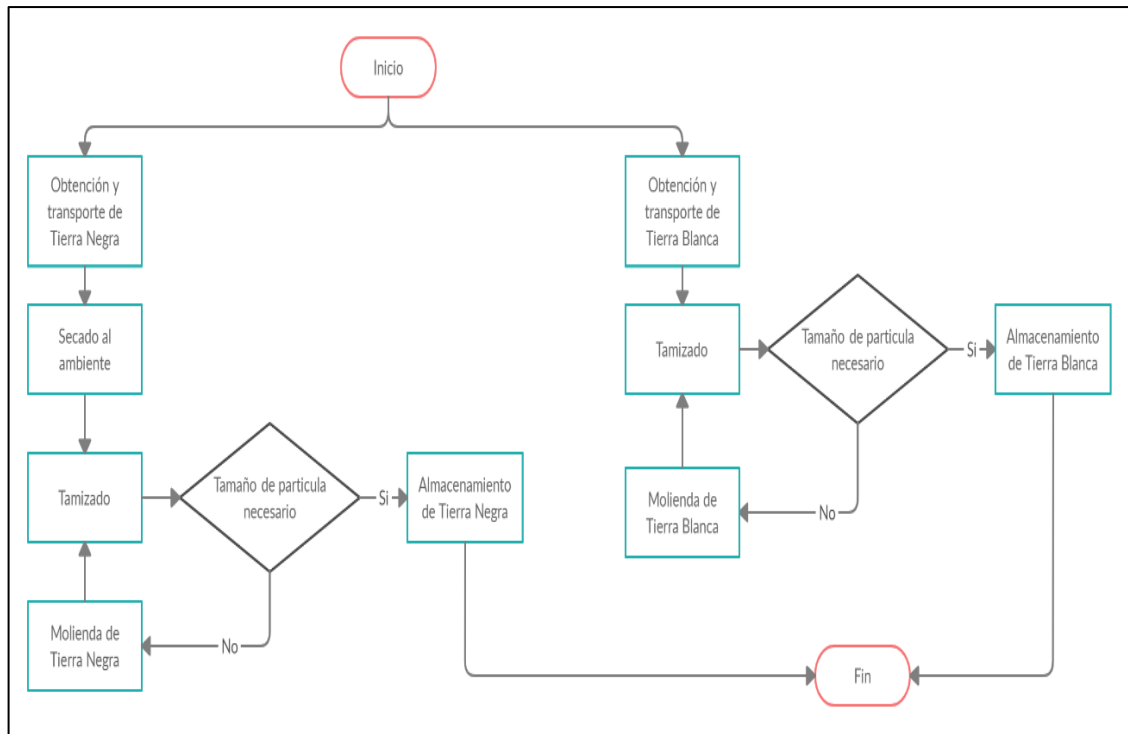 Inicio
Obtención y
transporte de
Tierra Negra
Secado al
ambiente
Tamizado
Tamaño de particula
necesario
Si
Almacenamiento
de Tierra Negra
No
Molienda de
Tierra Negra
Obtención y
transporte de
Tierra Blanca
Tamizado
Tamaño de particula
necesario
Si
Almacenamiento
de Tierra Blanca
No
Molienda de
Tierra Blanca
Fin